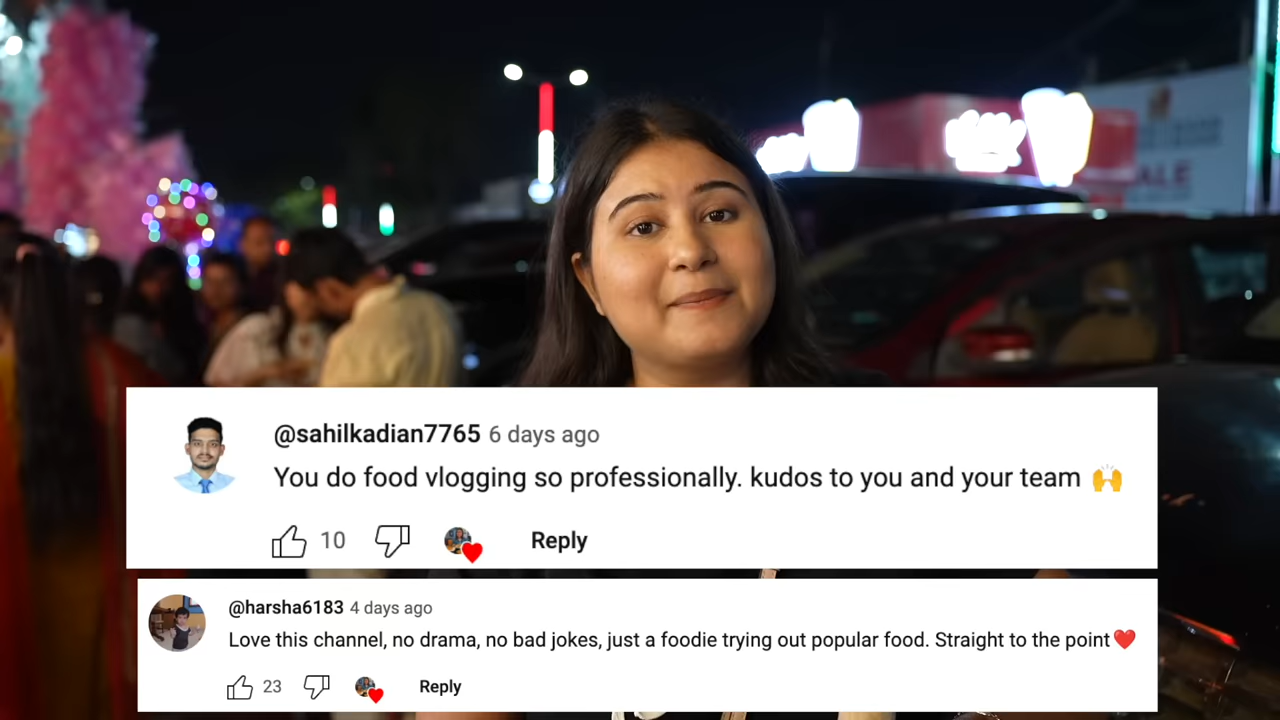 ALE
@sahilkadian7765 6 days ago
You do food vlogging so professionally. kudos to you and your team 🙌
10
Reply
@harsha6183 4 days ago
Love this channel, no drama, no bad jokes, just a foodie trying out popular food. Straight to the point❤️
23
Reply